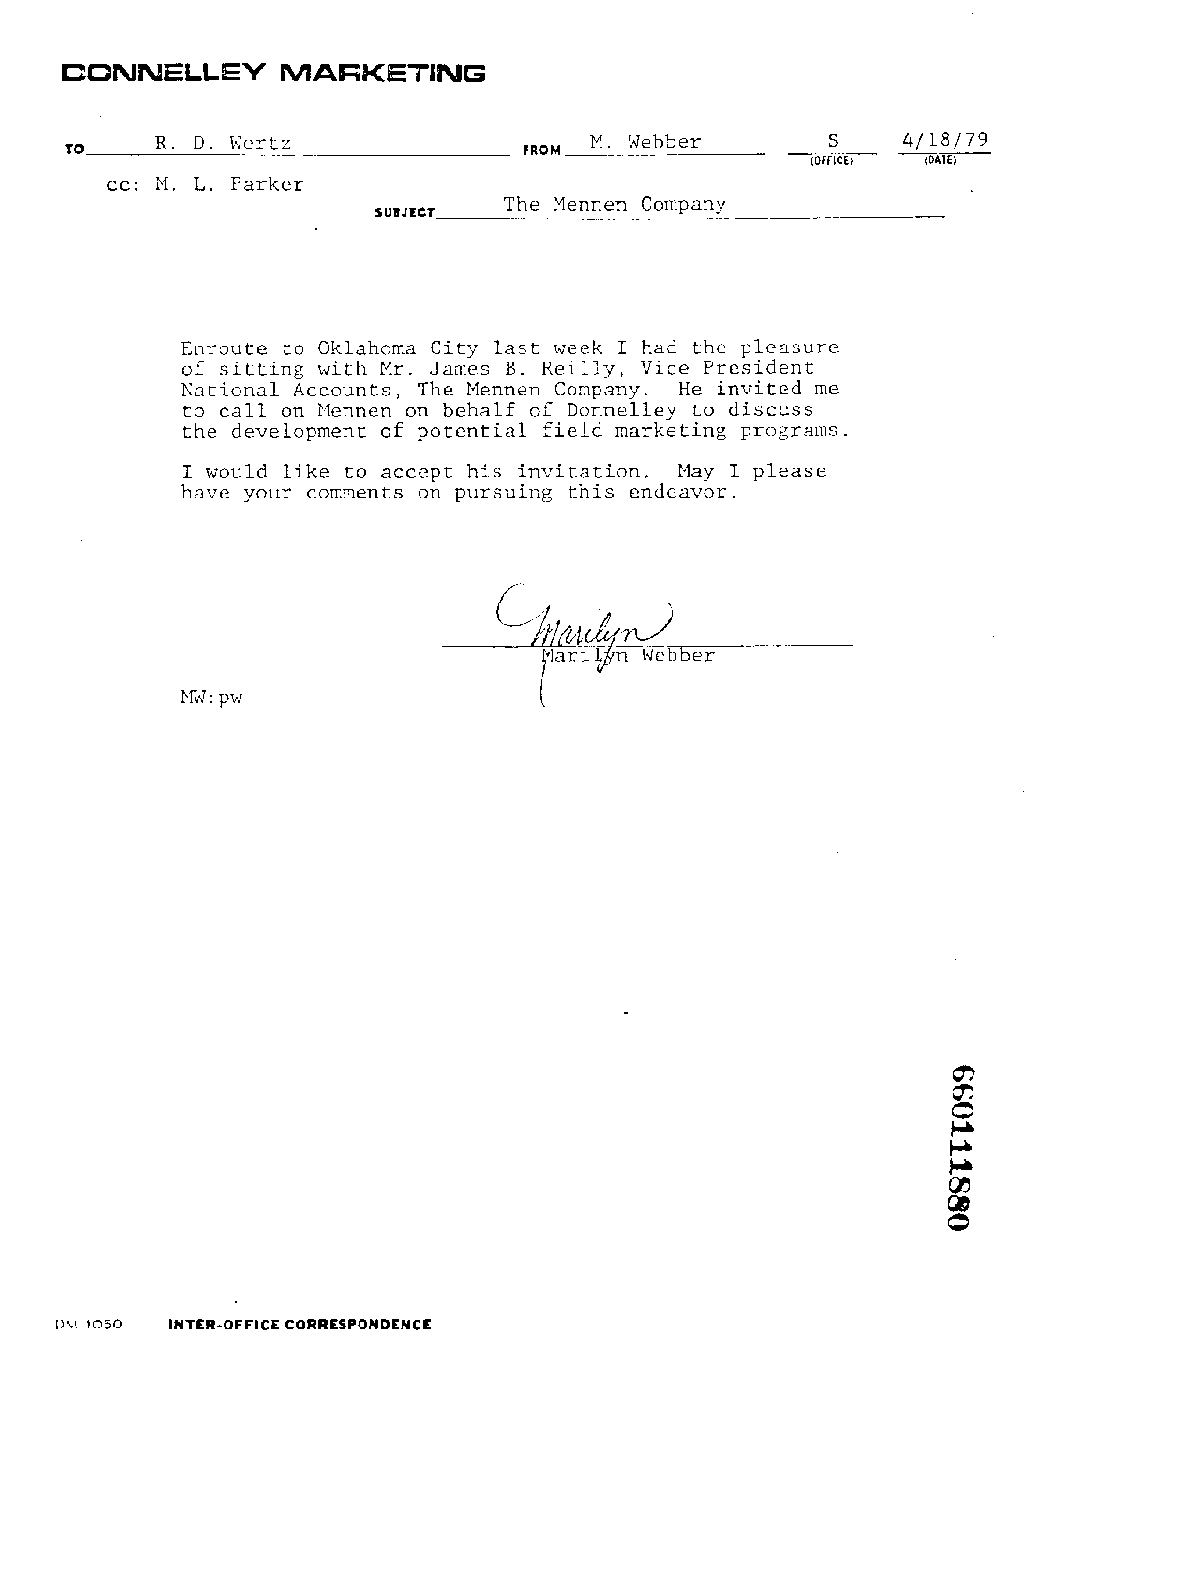 DONNELLEY MARKETING
TO R. D. Wertz FROM M. Webber S 4/18/79
(OFFICE) (DATE)
cc: M. L. Parker
SUBJECT The Mennen Company
Enroute to Oklahoma City last week I had the pleasure
of sitting with Mr. James B. Reilly, Vice President
National Accounts, The Mennen Company. He invited me
to call on Mennen on behalf of Donnelley to discuss
the development of potential field marketing programs.
I would like to accept his invitation. May I please
have your comments on pursuing this endeavor.
Marilyn
Marilyn Webber
MW:pw
660111880
DM 1050 INTER-OFFICE CORRESPONDENCE